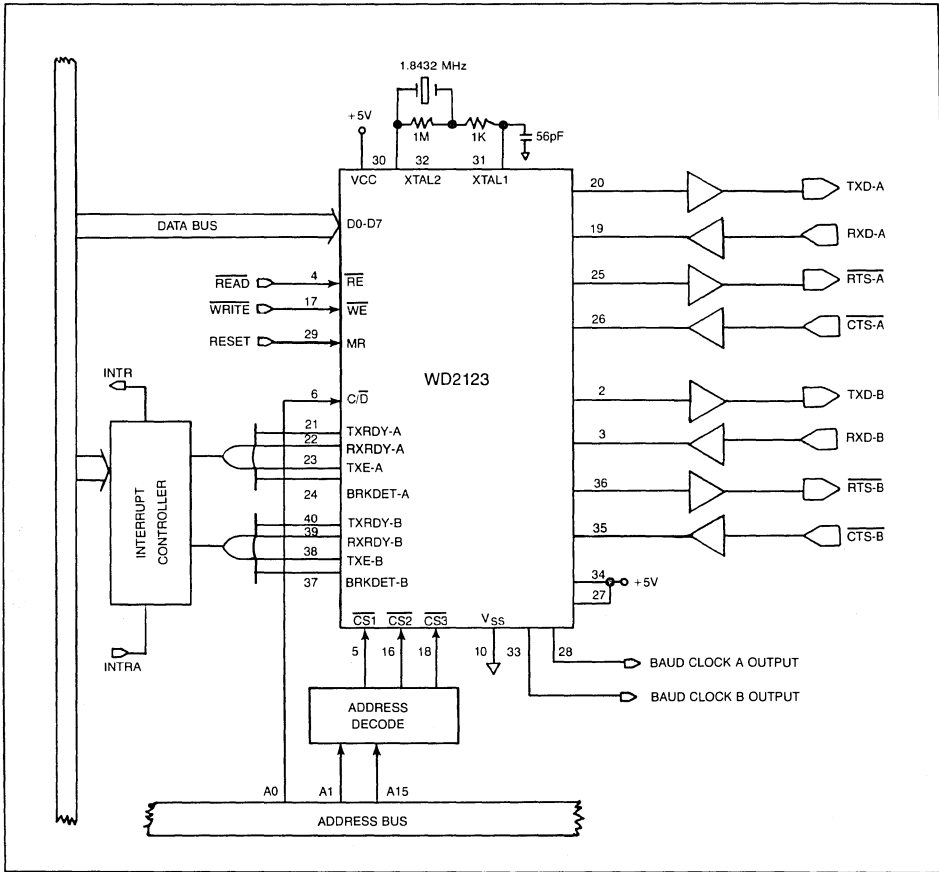 1.8432 MHz
+5V
1M
1K
56pF
30
32
31
VCC
XTAL2
XTAL1
DATA BUS
D0-D7
READ
4
RE
WRITE
17
WE
RESET
29
MR
WD2123
INTR
6
C/D
INTERRUPT
CONTROLLER
INTRA
21
TXRDY-A
22
RXRDY-A
23
TXE-A
24
BRKDET-A
40
TXRDY-B
39
RXRDY-B
38
TXE-B
37
BRKDET-B
20
TXD-A
19
RXD-A
25
RTS-A
26
CTS-A
2
TXD-B
3
RXD-B
36
RTS-B
35
CTS-B
34
+5V
27
CS1
CS2
CS3
VSS
5
16
18
10
33
28
BAUD CLOCK A OUTPUT
BAUD CLOCK B OUTPUT
ADDRESS
DECODE
A0
A1
A15
ADDRESS BUS